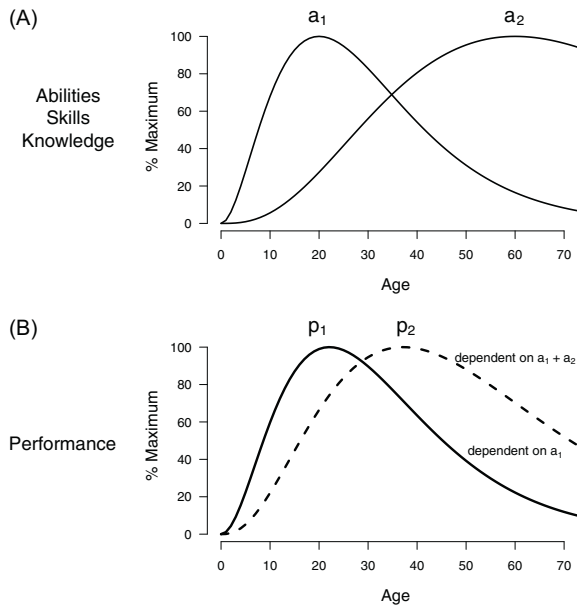 (A)
a₁ a₂
Abilities
Skills
Knowledge
% Maximum
100
80
60
40
20
0
0 10 20 30 40 50 60 70
Age
(B)
p₁ p₂
Performance
% Maximum
100
80
60
40
20
0
dependent on a₁ + a₂
dependent on a₁
0 10 20 30 40 50 60 70
Age